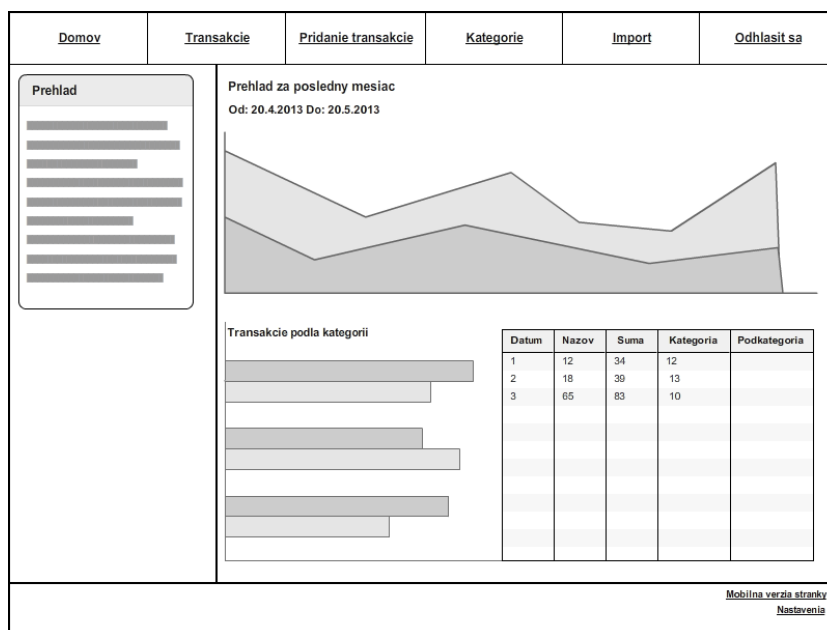 Domov Transakcie Pridanie transakcie Kategorie Import Odhlasit sa
Prehlad
Prehlad za posledny mesiac
Od: 20.4.2013 Do: 20.5.2013
Transakcie podla kategorii
Datum Nazov Suma Kategoria Podkategoria
1 12 34 12
2 18 39 13
3 65 83 10
Mobilna verzia stranky
Nastavenia